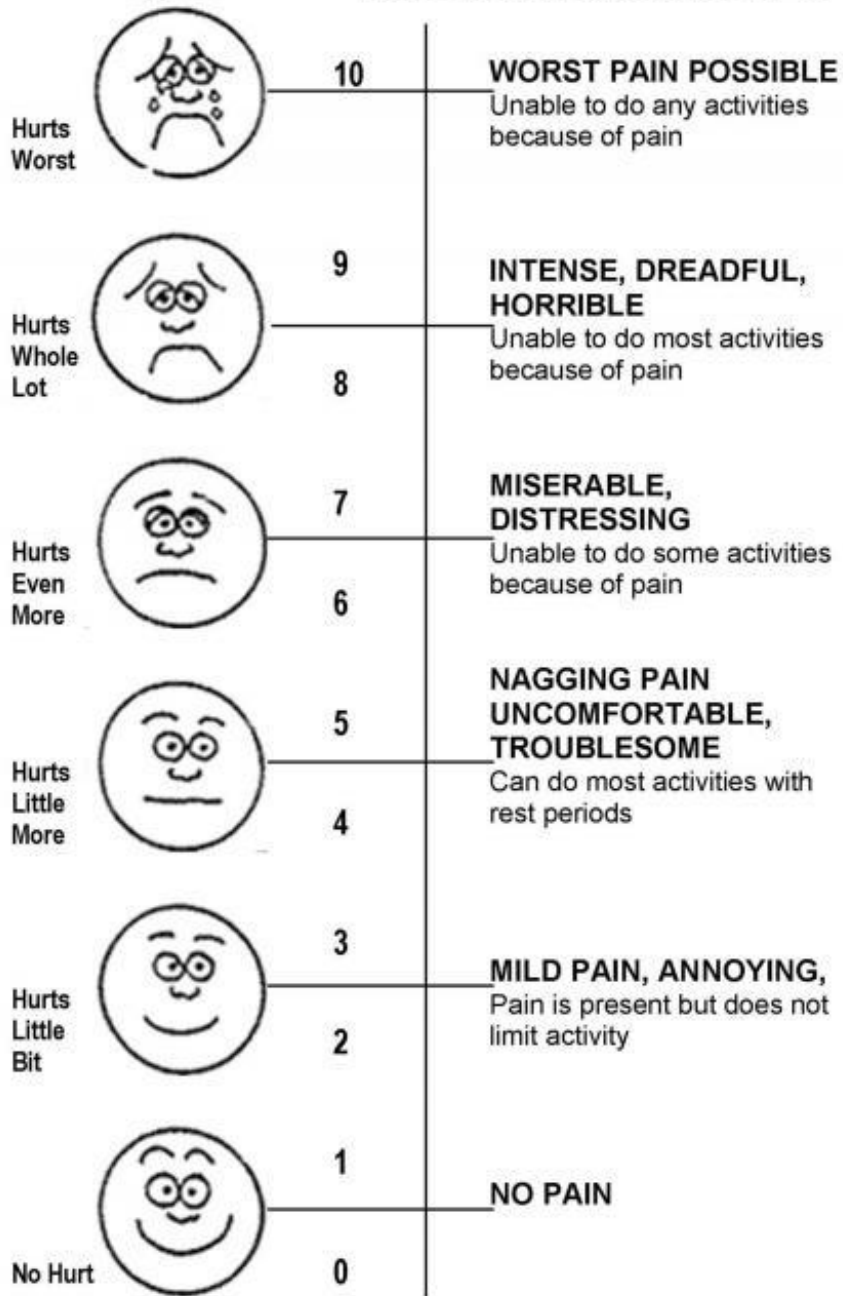 10
WORST PAIN POSSIBLE
Unable to do any activities
because of pain
Hurts
Worst
9
INTENSE, DREADFUL,
HORRIBLE
Unable to do most activities
because of pain
Hurts
Whole
Lot
8
7
MISERABLE,
DISTRESSING
Unable to do some activities
because of pain
Hurts
Even
More
6
NAGGING PAIN
UNCOMFORTABLE,
TROUBLESOME
Can do most activities with
rest periods
5
Hurts
Little
More
4
3
MILD PAIN, ANNOYING,
Pain is present but does not
limit activity
Hurts
Little
Bit
2
1
NO PAIN
No Hurt
0